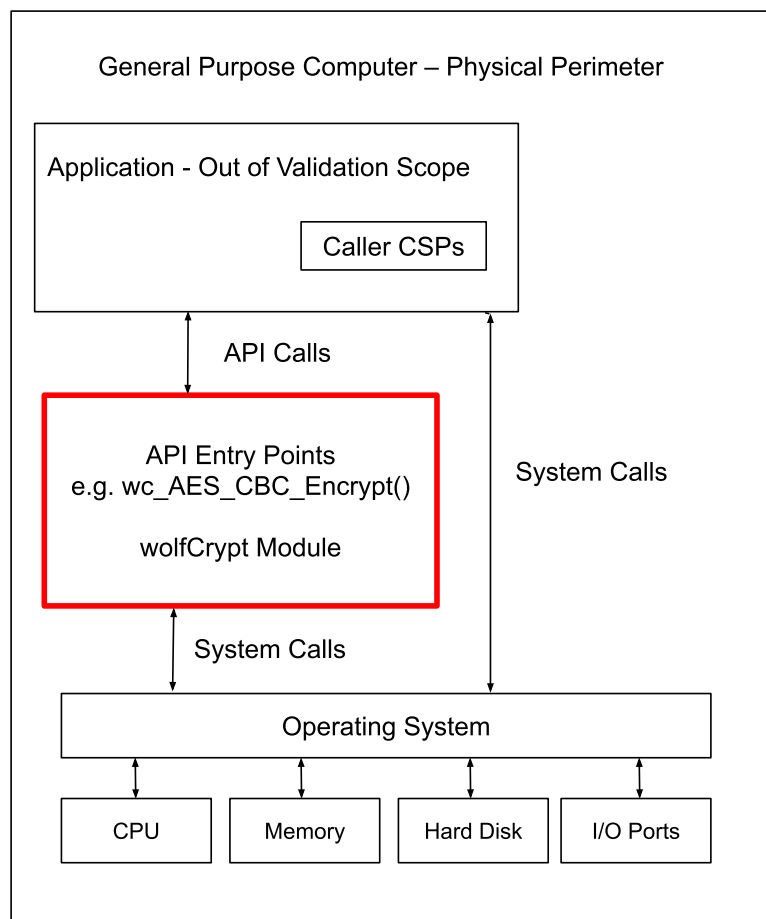 General Purpose Computer – Physical Perimeter
Application - Out of Validation Scope
Caller CSPs
API Calls
API Entry Points
e.g. wc_AES_CBC_Encrypt()
wolfCrypt Module
System Calls
System Calls
Operating System
CPU
Memory
Hard Disk
I/O Ports